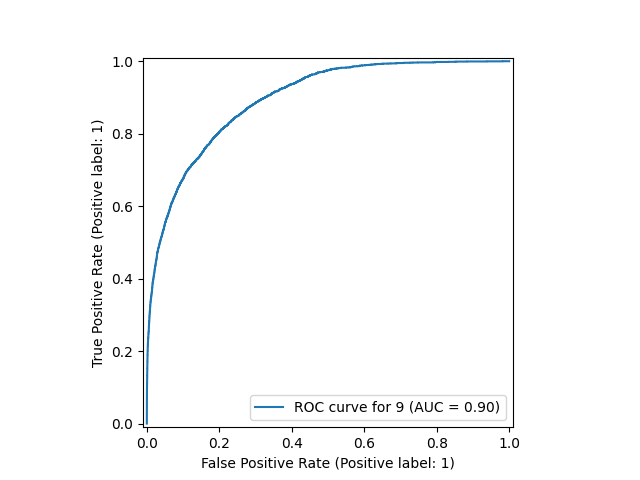 1.0
0.8
0.6
0.4
0.2
0.0
True Positive Rate (Positive label: 1)
ROC curve for 9 (AUC = 0.90)
0.0 0.2 0.4 0.6 0.8 1.0
False Positive Rate (Positive label: 1)